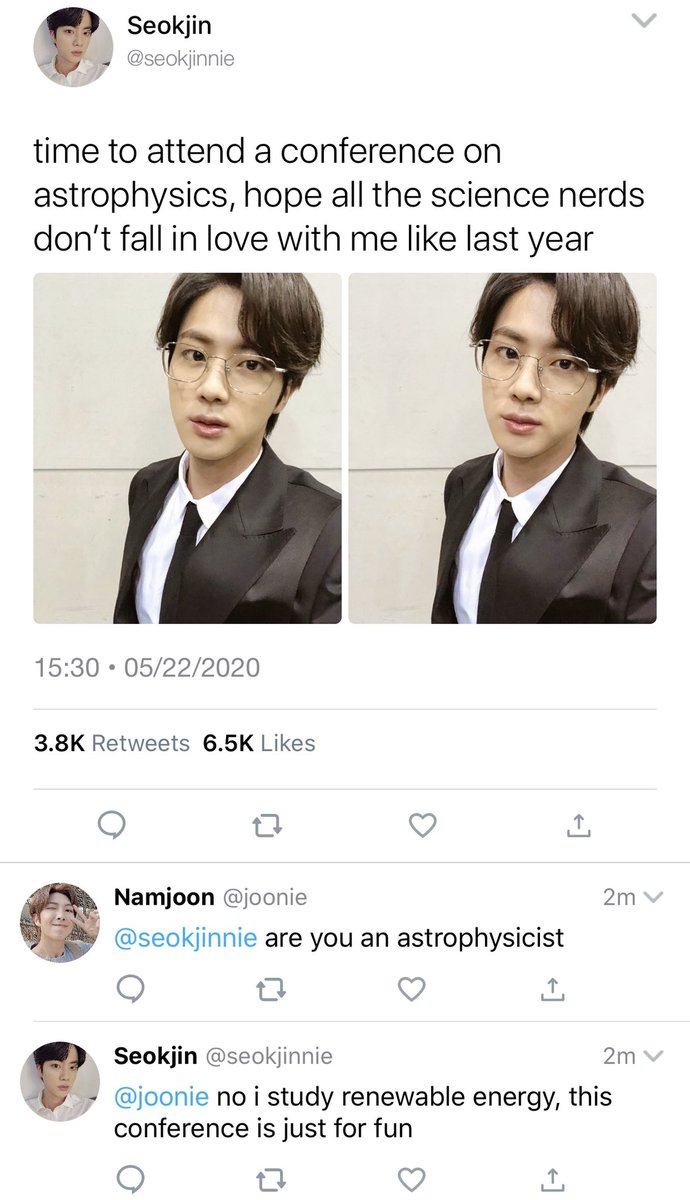 Seokjin
@seokjinnie
time to attend a conference on
astrophysics, hope all the science nerds
don’t fall in love with me like last year
15:30 • 05/22/2020
3.8K Retweets 6.5K Likes
Namjoon @joonie 2m
@seokjinnie are you an astrophysicist
Seokjin @seokjinnie 2m
@joonie no i study renewable energy, this
conference is just for fun